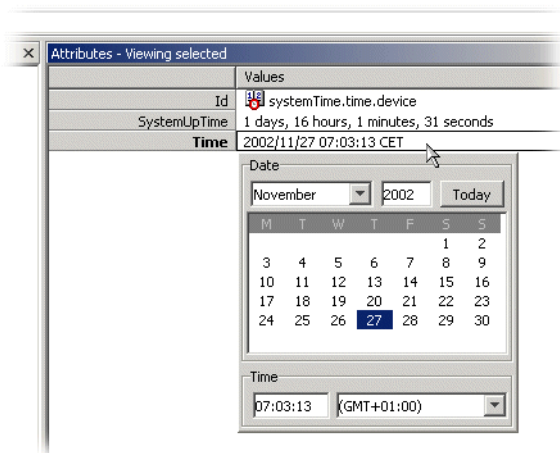 Attributes - Viewing selected
Values
Id systemTime.time.device
SystemUpTime 1 days, 16 hours, 1 minutes, 31 seconds
Time 2002/11/27 07:03:13 CET
Date
November 2002 Today
M T W T F S S
1 2
3 4 5 6 7 8 9
10 11 12 13 14 15 16
17 18 19 20 21 22 23
24 25 26 27 28 29 30
Time
07:03:13 (GMT+01:00)